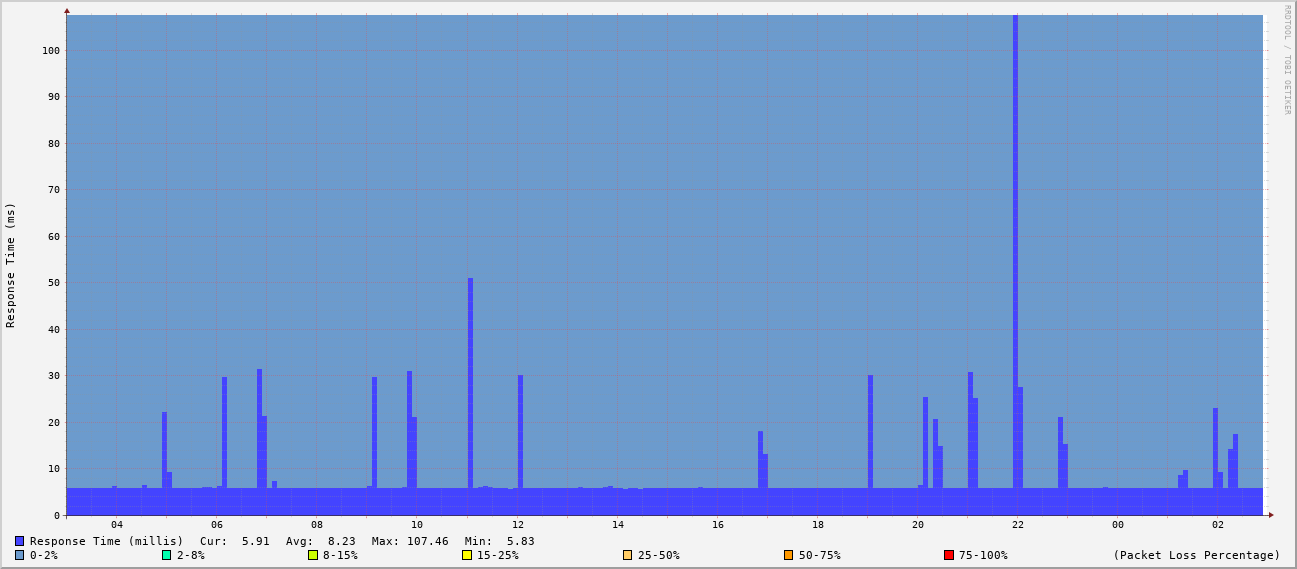 RRDTOOL / TOBI OETIKER
Response Time (ms)
100
90
80
70
60
50
40
30
20
10
0
04 06 08 10 12 14 16 18 20 22 00 02
Response Time (millis) Cur: 5.91 Avg: 8.23 Max: 107.46 Min: 5.83
0-2% 2-8% 8-15% 15-25% 25-50% 50-75% 75-100% (Packet Loss Percentage)